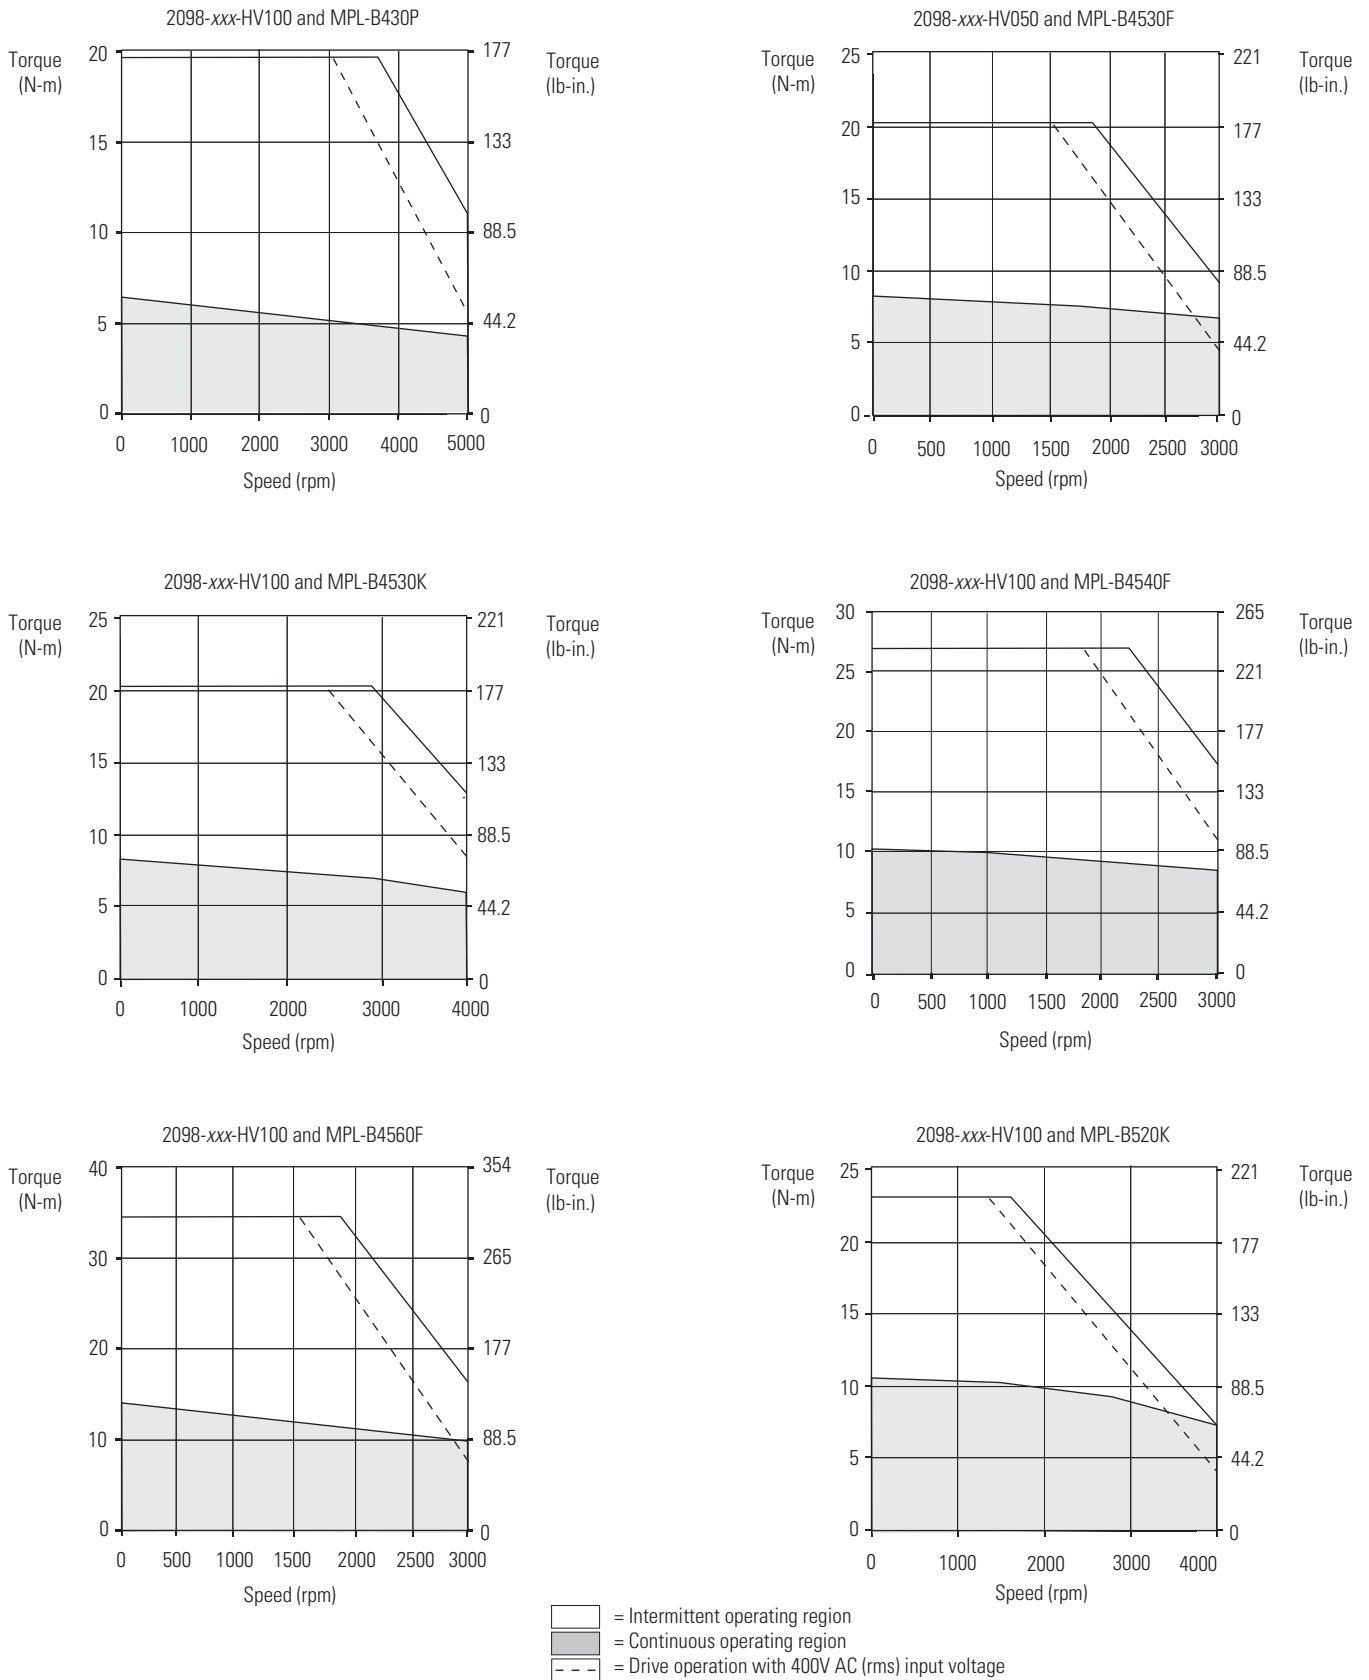 2098-xxx-HV100 and MPL-B430P
Torque
(N-m)
20
15
10
5
0
177
133
88.5
44.2
0
Torque
(lb-in.)
0 1000 2000 3000 4000 5000
Speed (rpm)
2098-xxx-HV050 and MPL-B4530F
Torque
(N-m)
25
20
15
10
5
0
221
177
133
88.5
44.2
0
Torque
(lb-in.)
0 500 1000 1500 2000 2500 3000
Speed (rpm)
2098-xxx-HV100 and MPL-B4530K
Torque
(N-m)
25
20
15
10
5
0
221
177
133
88.5
44.2
0
Torque
(lb-in.)
0 1000 2000 3000 4000
Speed (rpm)
2098-xxx-HV100 and MPL-B4540F
Torque
(N-m)
30
25
20
15
10
5
0
265
221
177
133
88.5
44.2
0
Torque
(lb-in.)
0 500 1000 1500 2000 2500 3000
Speed (rpm)
2098-xxx-HV100 and MPL-B4560F
Torque
(N-m)
40
30
20
10
0
354
265
177
88.5
0
Torque
(lb-in.)
0 500 1000 1500 2000 2500 3000
Speed (rpm)
2098-xxx-HV100 and MPL-B520K
Torque
(N-m)
25
20
15
10
5
0
221
177
133
88.5
44.2
0
Torque
(lb-in.)
0 1000 2000 3000 4000
Speed (rpm)
= Intermittent operating region
= Continuous operating region
= Drive operation with 400V AC (rms) input voltage